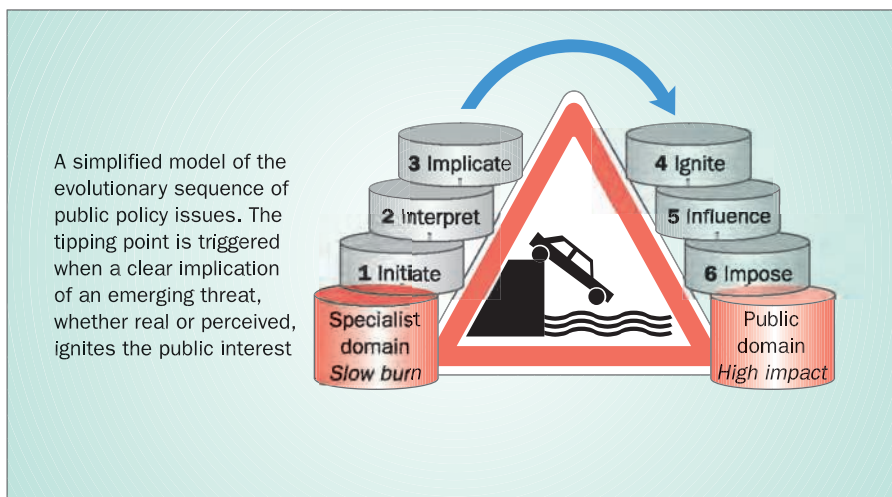 A simplified model of the
evolutionary sequence of
public policy issues. The
tipping point is triggered
when a clear implication
of an emerging threat,
whether real or perceived,
ignites the public interest
3 Implicate
2 Interpret
1 Initiate
Specialist
domain
Slow burn
4 Ignite
5 Influence
6 Impose
Public
domain
High impact